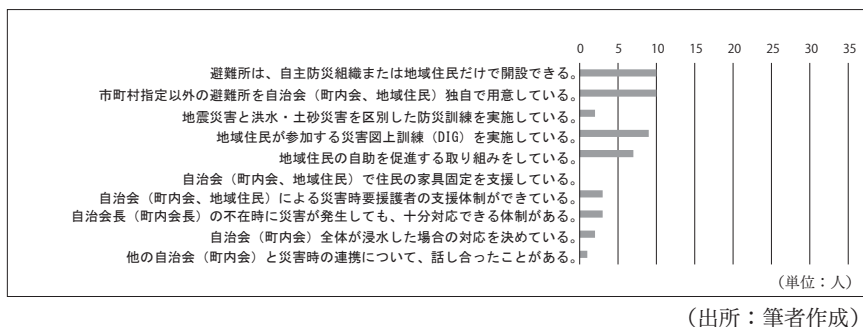 0 5 10 15 20 25 30 35
避難所は、自主防災組織または地域住民だけで開設できる。
市町村指定以外の避難所を自治会（町内会、地域住民）独自で用意している。
地震災害と洪水・土砂災害を区別した防災訓練を実施している。
地域住民が参加する災害図上訓練（DIG）を実施している。
地域住民の自助を促進する取り組みをしている。
自治会（町内会、地域住民）で住民の家具固定を支援している。
自治会（町内会、地域住民）による災害時要援護者の支援体制ができている。
自治会長（町内会長）の不在時に災害が発生しても、十分対応できる体制がある。
自治会（町内会）全体が浸水した場合の対応を決めている。
他の自治会（町内会）と災害時の連携について、話し合ったことがある。
（単位：人）
（出所：筆者作成）